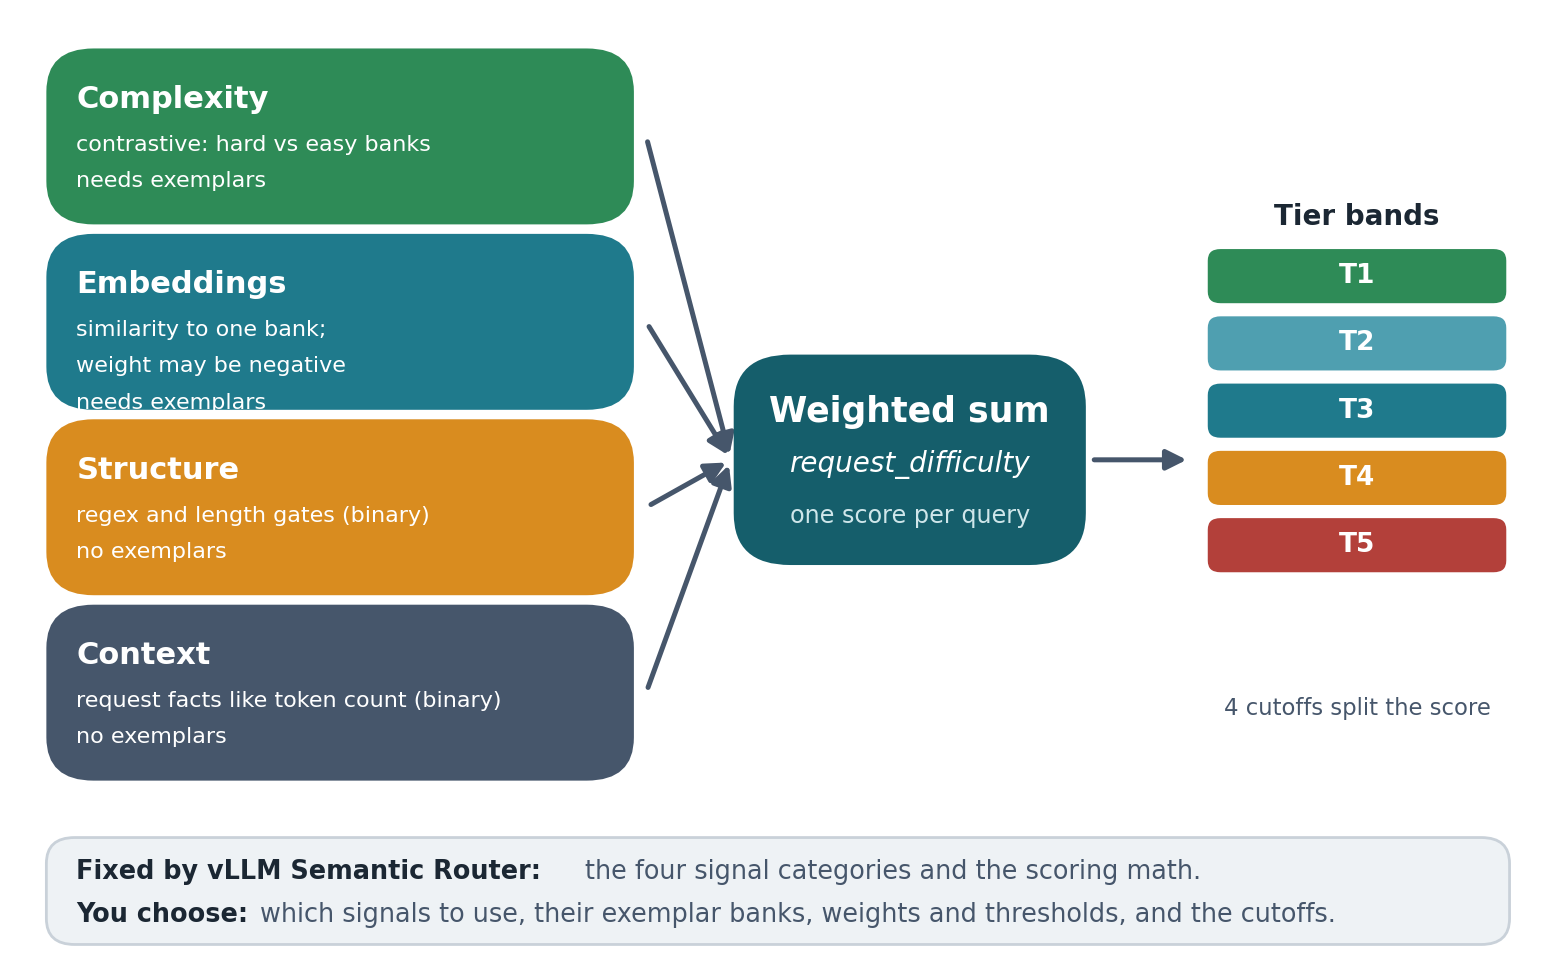 Complexity
contrastive: hard vs easy banks
needs exemplars
Embeddings
similarity to one bank;
weight may be negative
needs exemplars
Structure
regex and length gates (binary)
no exemplars
Context
request facts like token count (binary)
no exemplars
Weighted sum
request_difficulty
one score per query
Tier bands
T1
T2
T3
T4
T5
4 cutoffs split the score
Fixed by vLLM Semantic Router: the four signal categories and the scoring math.
You choose: which signals to use, their exemplar banks, weights and thresholds, and the cutoffs.